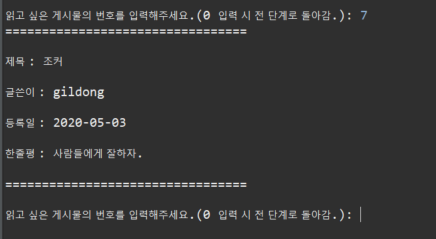 읽고 싶은 게시물의 번호를 입력해주세요.(0 입력 시 전 단계로 돌아감.): 7
=================================
제목 : 조커
글쓴이 : gildong
등록일 : 2020-05-03
한줄평 : 사람들에게 잘하자.
=================================
읽고 싶은 게시물의 번호를 입력해주세요.(0 입력 시 전 단계로 돌아감.):